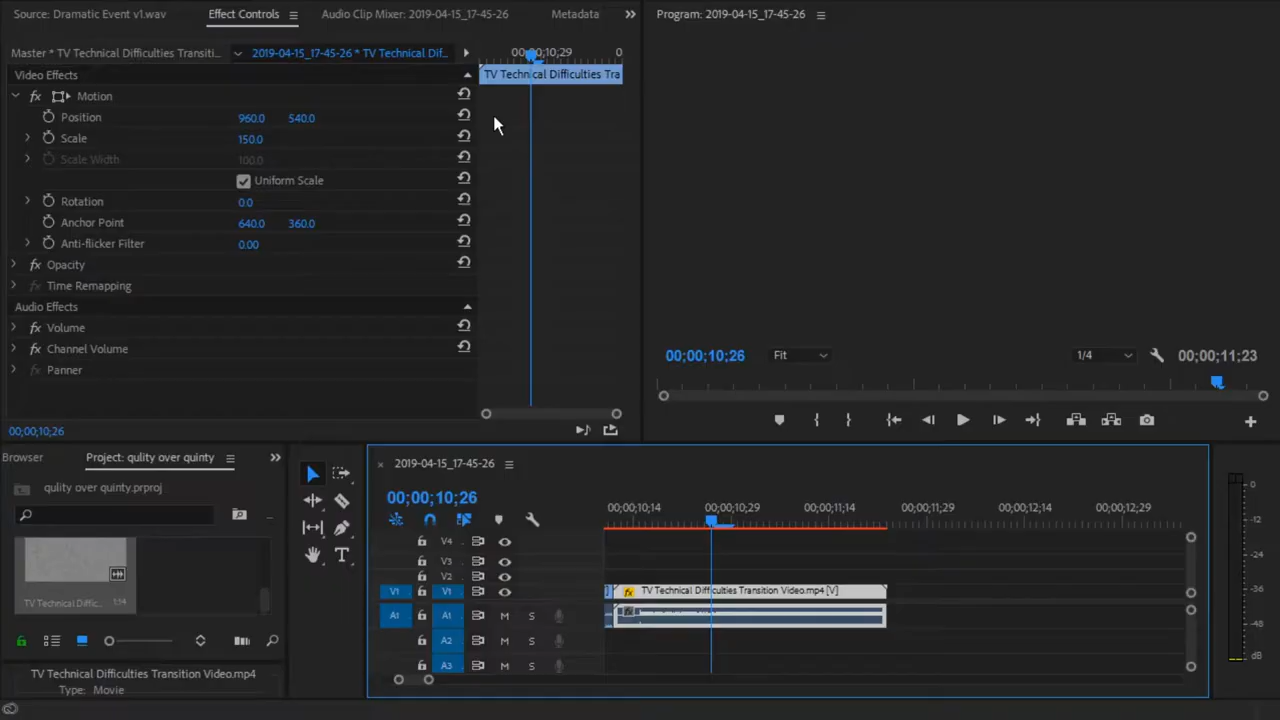 Source: Dramatic Event v1.wav
Effect Controls
Audio Clip Mixer: 2019-04-15_17-45-26
Metadata
Program: 2019-04-15_17-45-26
Master * TV Technical Difficulties Transiti...
2019-04-15_17-45-26 * TV Technical Dif...
00;00;10;29
0
Video Effects
TV Technical Difficulties Tra
fx Motion
Position 960.0 540.0
Scale 150.0
Scale Width 100.0
Uniform Scale
Rotation 0.0
Anchor Point 640.0 360.0
Anti-flicker Filter 0.00
fx Opacity
fx Time Remapping
Audio Effects
fx Volume
fx Channel Volume
fx Panner
00;00;10;26
00;00;10;26
Fit
1/4
00;00;11;23
Browser
Project: qulity over quinty
qulity over quinty.prproj
TV Technical Diffic... 1:54
TV Technical Difficulties Transition Video.mp4
Type: Movie
2019-04-15_17-45-26
00;00;10;26
00;00;10;14
00;00;10;29
00;00;11;14
00;00;11;29
00;00;12;14
00;00;12;29
V4
V3
V2
V1 V1
fx TV Technical Difficulties Transition Video.mp4 [V]
A1 A1 M S
A2 M S
A3 M S
0
-12
-24
-36
-48
dB